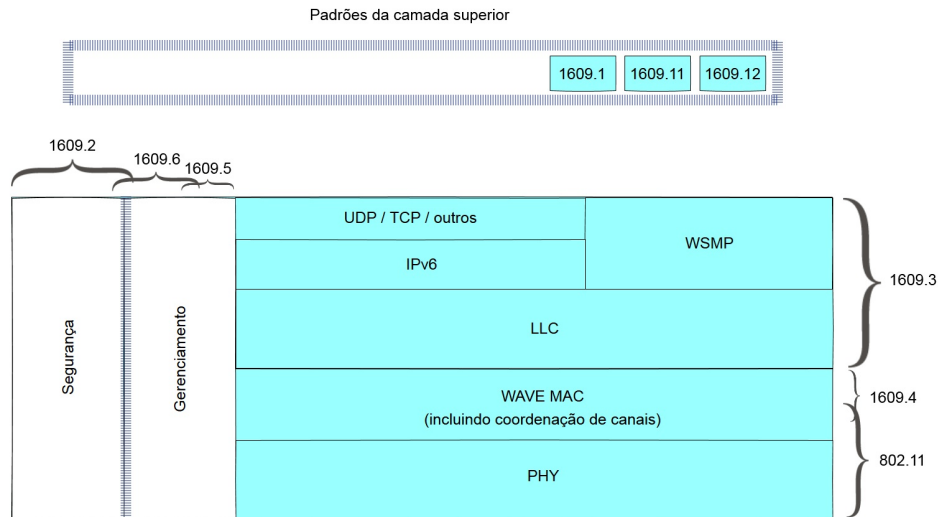 Padrões da camada superior
1609.1
1609.11
1609.12
1609.2
1609.6
1609.5
UDP / TCP / outros
WSMP
IPv6
1609.3
LLC
Segurança
Gerenciamento
WAVE MAC
(incluindo coordenação de canais)
1609.4
802.11
PHY